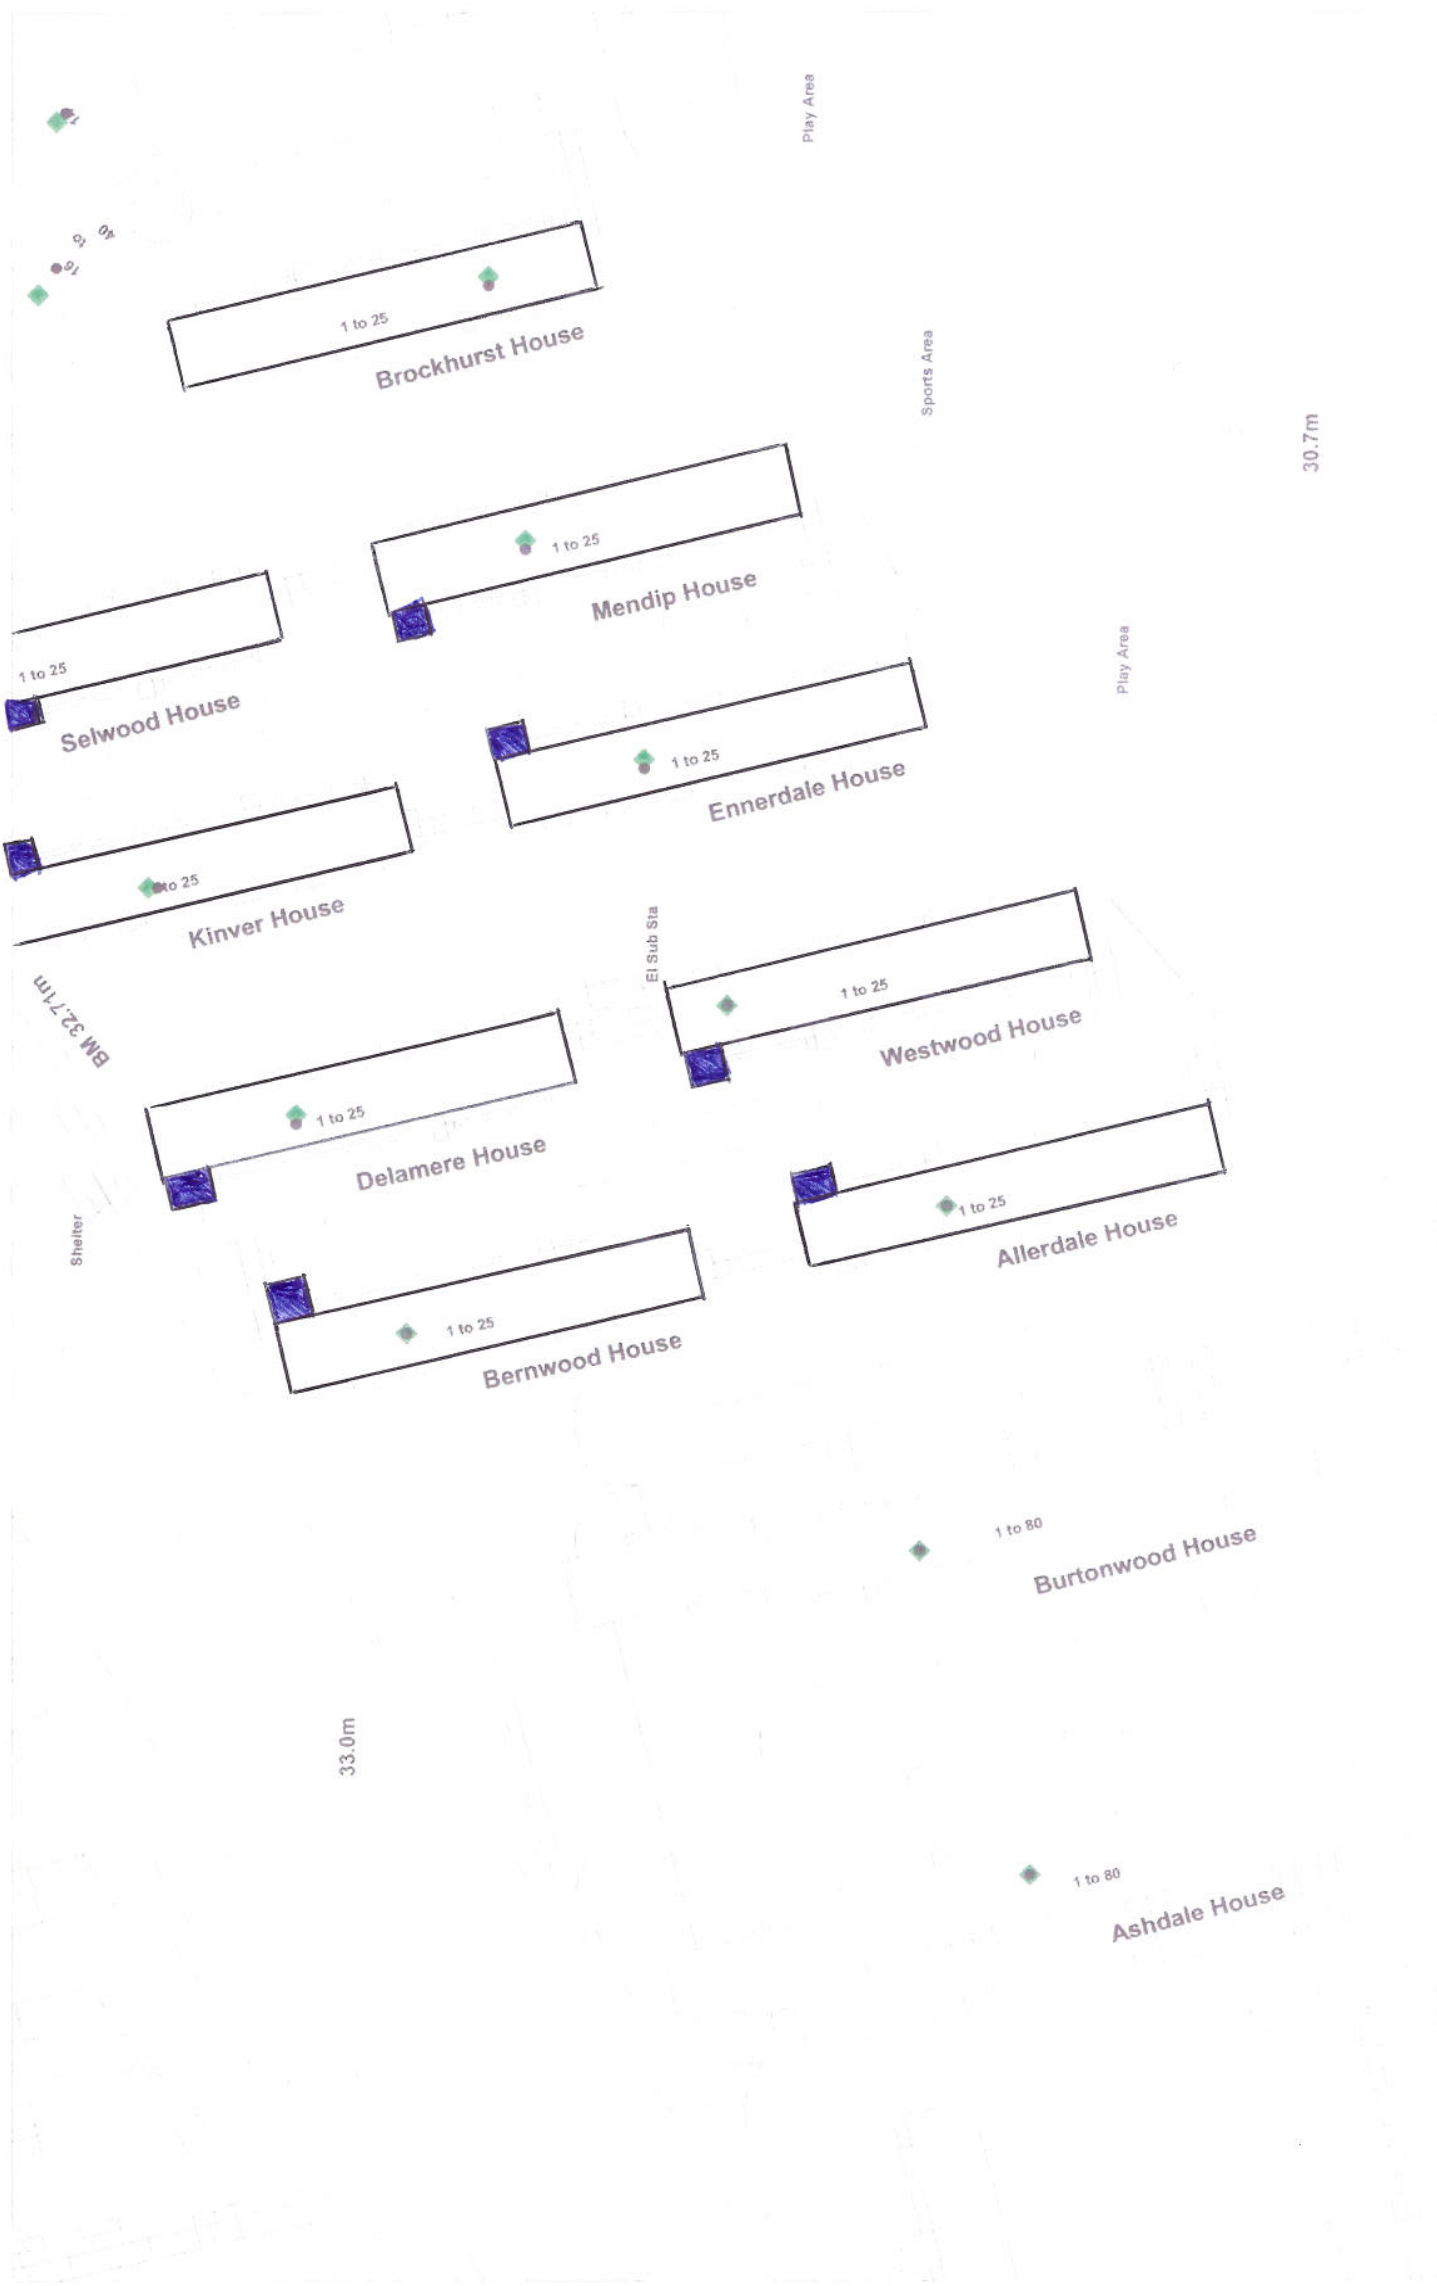 Play Area
1 to 25
Brockhurst House
Sports Area
30.7m
1 to 25
Mendip House
1 to 25
Selwood House
Play Area
1 to 25
Ennerdale House
to 25
Kinver House
El Sub Sta
1 to 25
Westwood House
BM 32.71m
1 to 25
Delamere House
Shelter
1 to 25
Allerdale House
1 to 25
Bernwood House
1 to 80
Burtonwood House
33.0m
1 to 80
Ashdale House